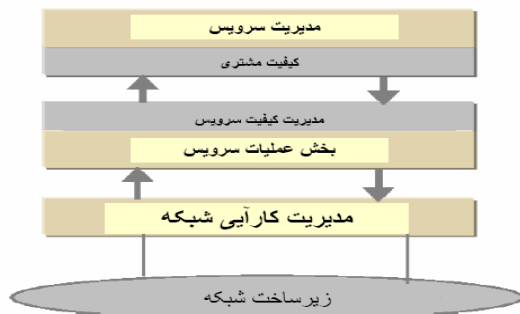 مدیریت سرویس
کیفیت مشتری
مدیریت کیفیت سرویس
بخش عملیات سرویس
مدیریت کارآیی شبکه
زیرساخت شبکه